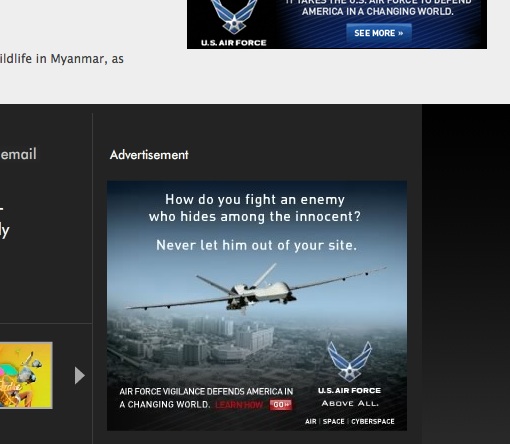 IT TAKES THE U.S. AIR FORCE TO DEFEND
AMERICA IN A CHANGING WORLD.
SEE MORE »
U.S. AIR FORCE
ildlife in Myanmar, as
email
ly
Advertisement
How do you fight an enemy
who hides among the innocent?
Never let him out of your site.
AIR FORCE VIGILANCE DEFENDS AMERICA IN
A CHANGING WORLD. LEARN HOW GO»
U.S. AIR FORCE
ABOVE ALL.
AIR | SPACE | CYBERSPACE